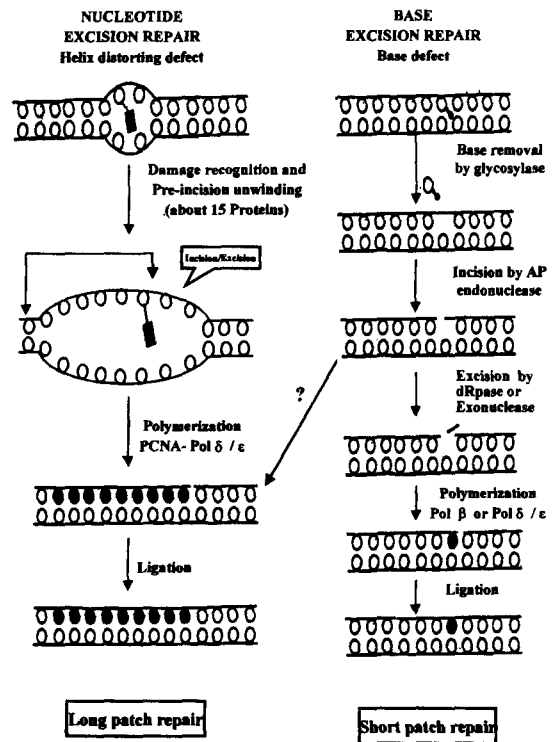 NUCLEOTIDE
EXCISION REPAIR
Helix distorting defect
Damage recognition and
Pre-incision unwinding
(about 15 Proteins)
Incision/Excision
Polymerization
PCNA- Pol δ / ε
Ligation
Long patch repair
?
BASE
EXCISION REPAIR
Base defect
Base removal
by glycosylase
Incision by AP
endonuclease
Excision by
dRpase or
Exonuclease
Polymerization
Pol β or Pol δ / ε
Ligation
Short patch repair